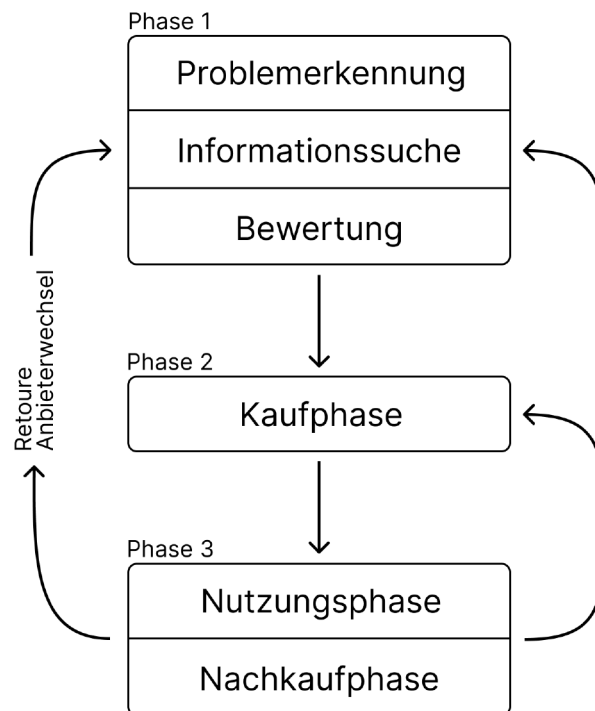 Phase 1
Problemerkennung
Informationssuche
Bewertung
Retoure
Anbieterwechsel
Phase 2
Kaufphase
Phase 3
Nutzungsphase
Nachkaufphase